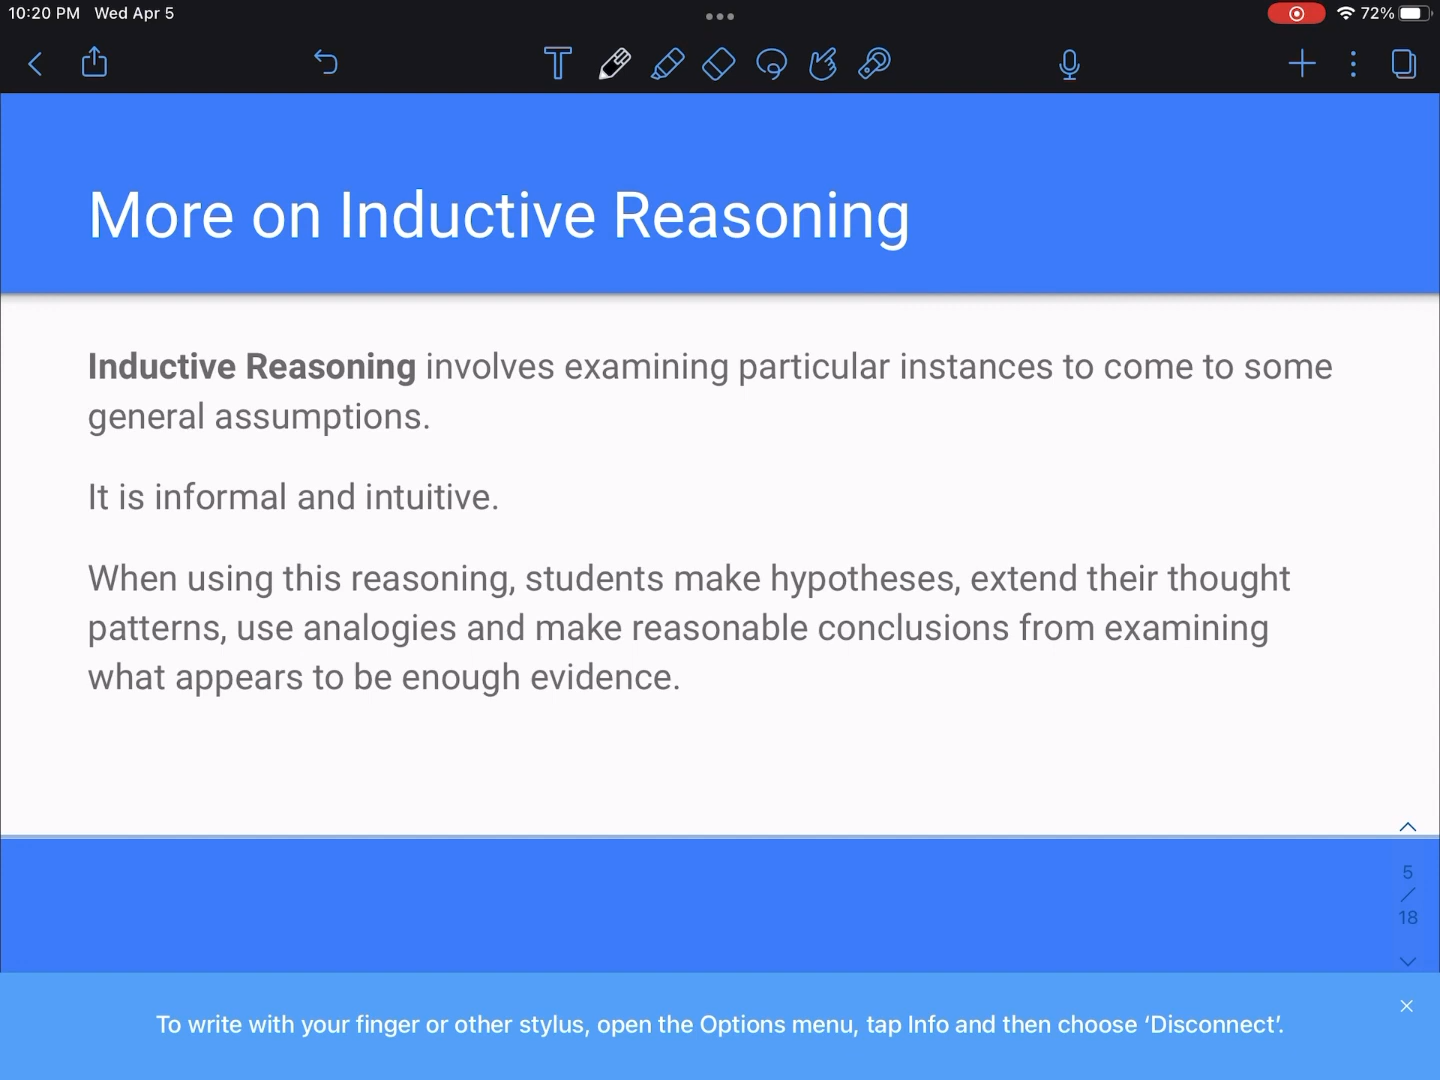 10:20 PM Wed Apr 5
72%
More on Inductive Reasoning
Inductive Reasoning involves examining particular instances to come to some
general assumptions.
It is informal and intuitive.
When using this reasoning, students make hypotheses, extend their thought
patterns, use analogies and make reasonable conclusions from examining
what appears to be enough evidence.
5
/
18
To write with your finger or other stylus, open the Options menu, tap Info and then choose ‘Disconnect’.